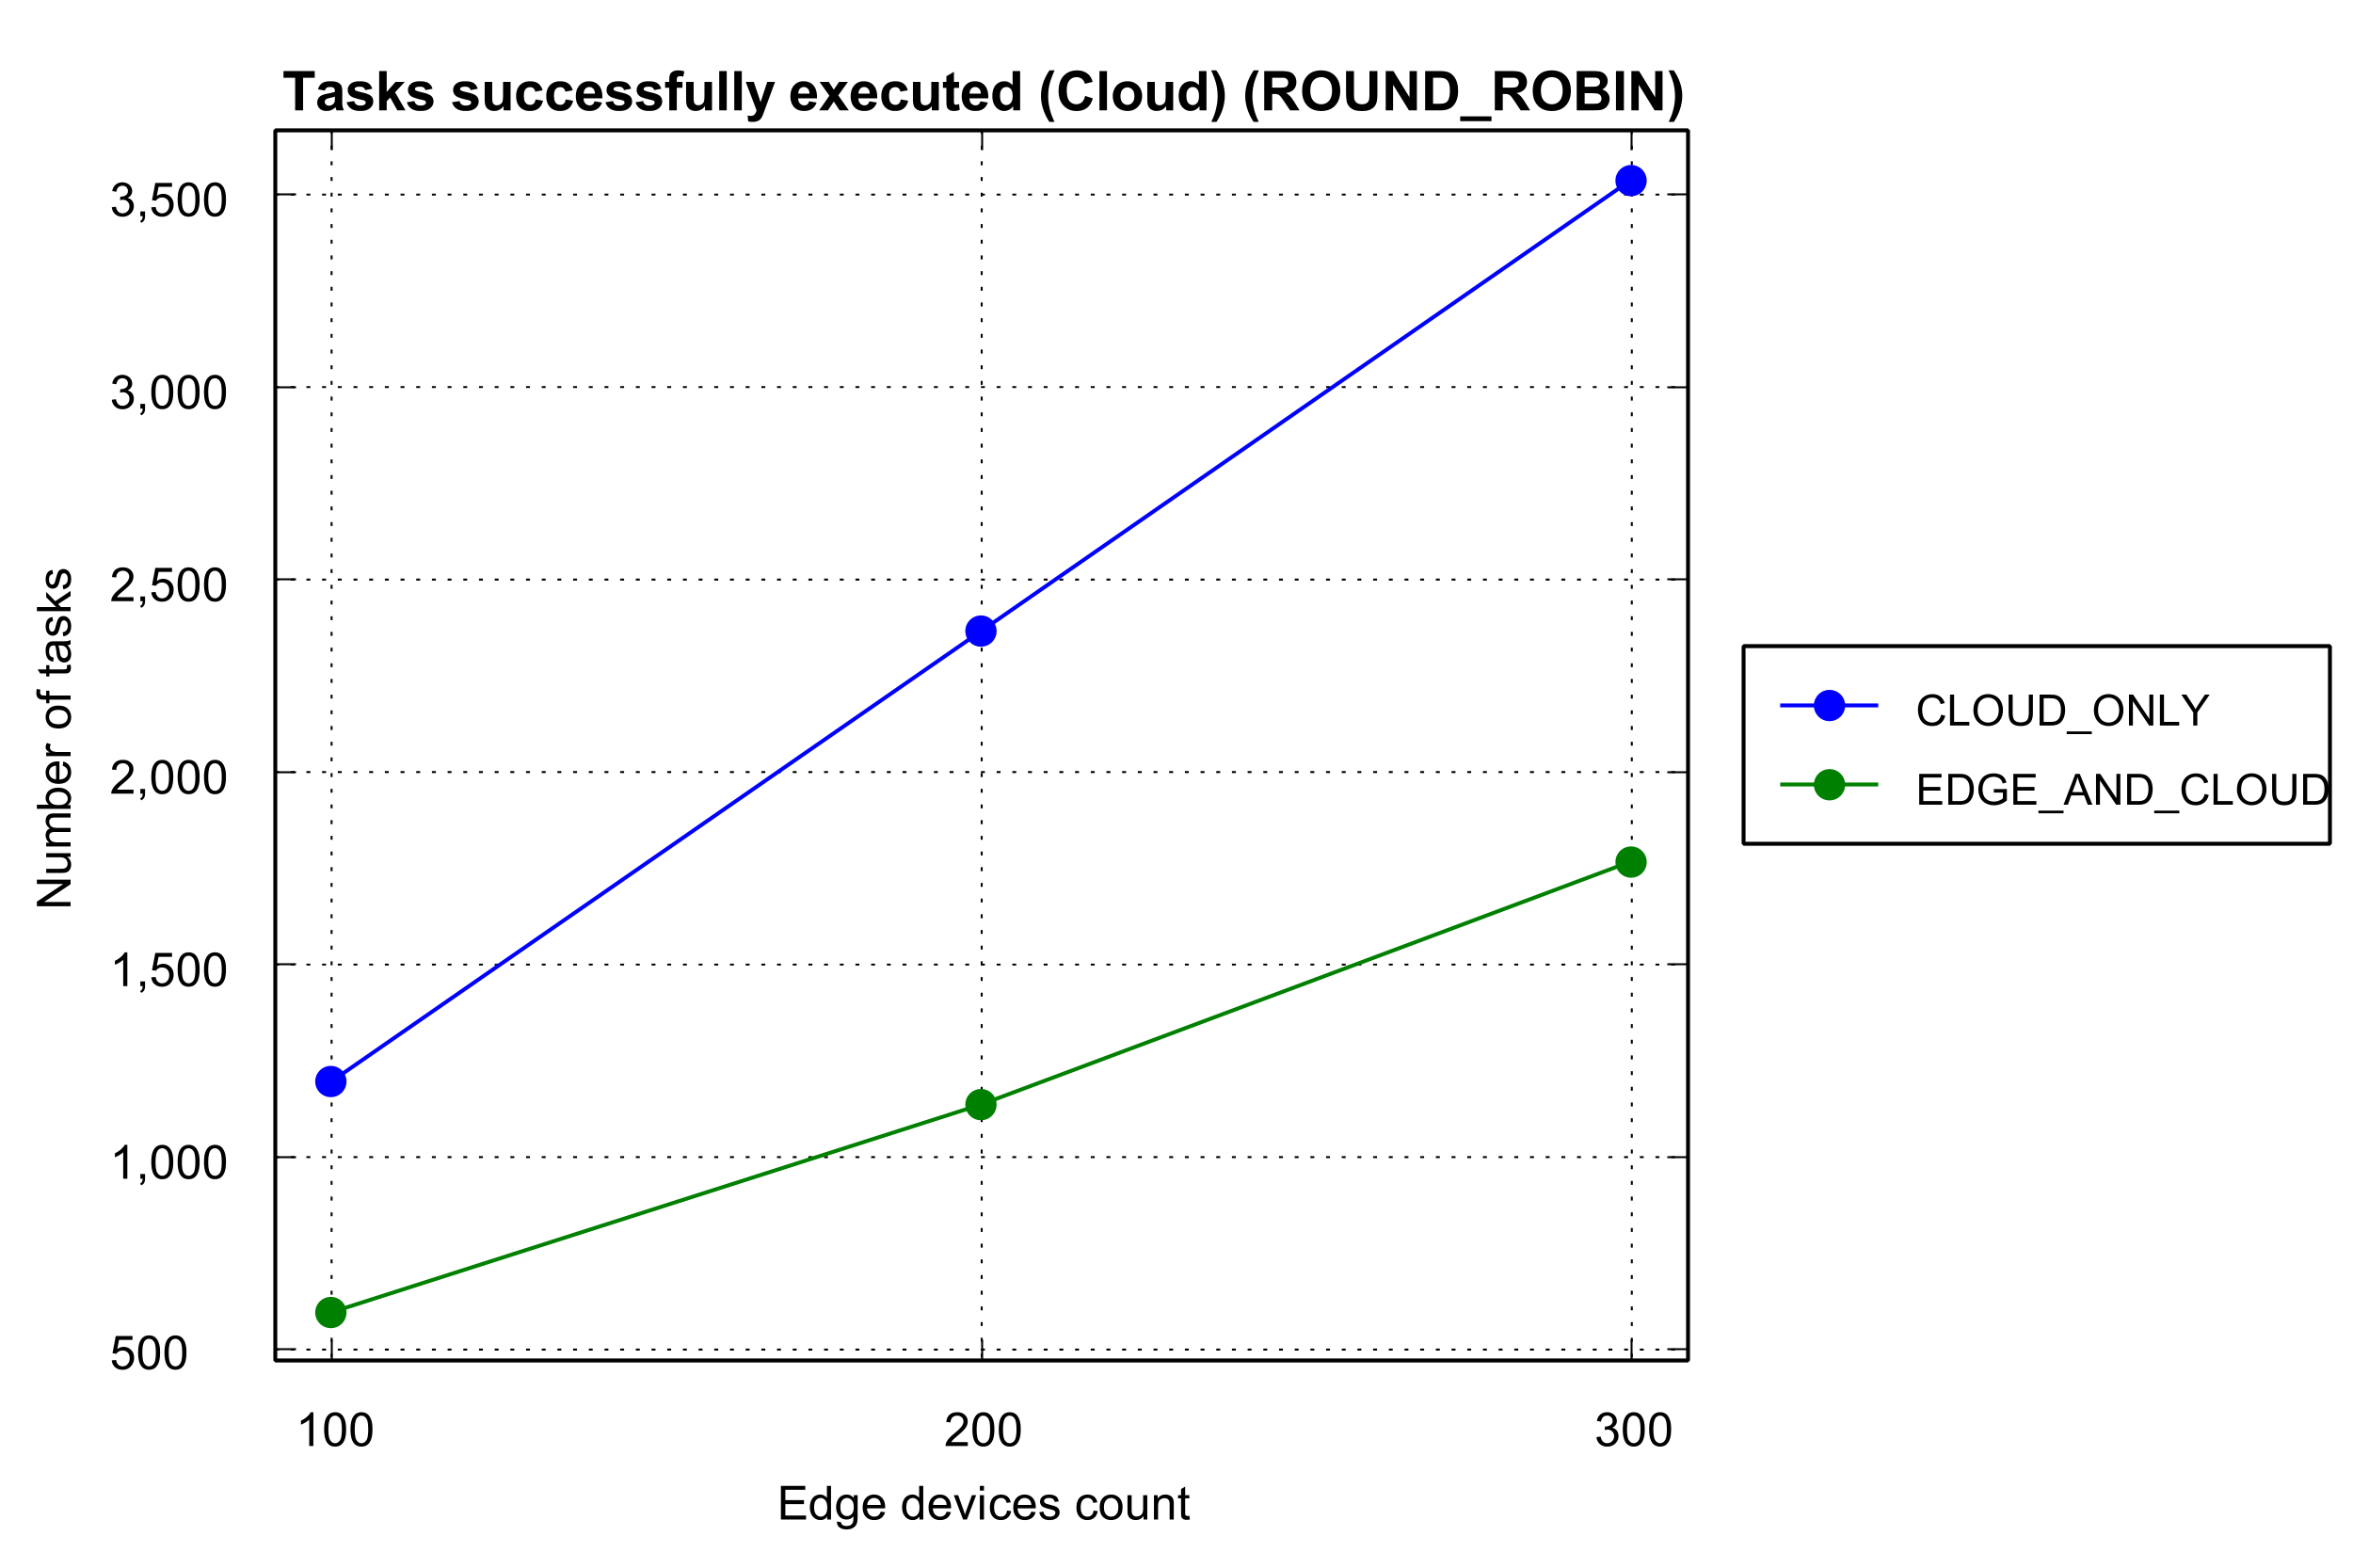 Tasks successfully executed (Cloud) (ROUND_ROBIN)
3,500
3,000
2,500
2,000
1,500
1,000
500
Number of tasks
100 200 300
Edge devices count
CLOUD_ONLY
EDGE_AND_CLOUD